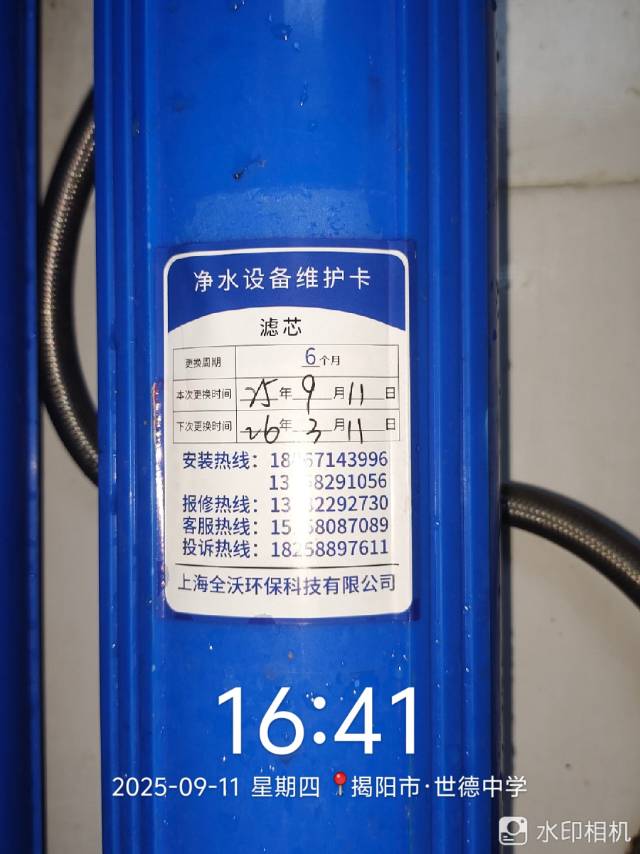 净水设备维护卡
滤芯
更换周期 6个月
本次更换时间 25年9月11日
下次更换时间 26年3月11日
安装热线：
报修热线：
客服热线：
投诉热线：18258897611
上海全沃环保科技有限公司
16:41
2025-09-11 星期四 揭阳市·世德中学
水印相机